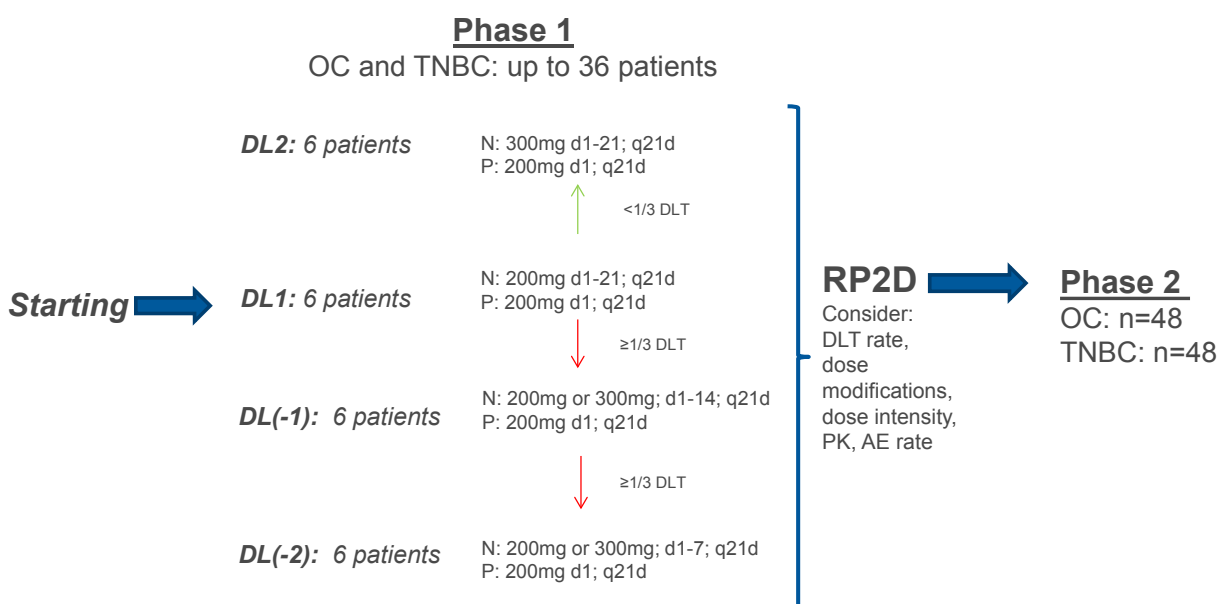 Phase 1
OC and TNBC: up to 36 patients
DL2: 6 patients
N: 300mg d1-21; q21d
P: 200mg d1; q21d
<1/3 DLT
Starting
DL1: 6 patients
N: 200mg d1-21; q21d
P: 200mg d1; q21d
≥1/3 DLT
DL(-1): 6 patients
N: 200mg or 300mg; d1-14; q21d
P: 200mg d1; q21d
≥1/3 DLT
DL(-2): 6 patients
N: 200mg or 300mg; d1-7; q21d
P: 200mg d1; q21d
RP2D
Consider:
DLT rate,
dose
modifications,
dose intensity,
PK, AE rate
Phase 2
OC: n=48
TNBC: n=48